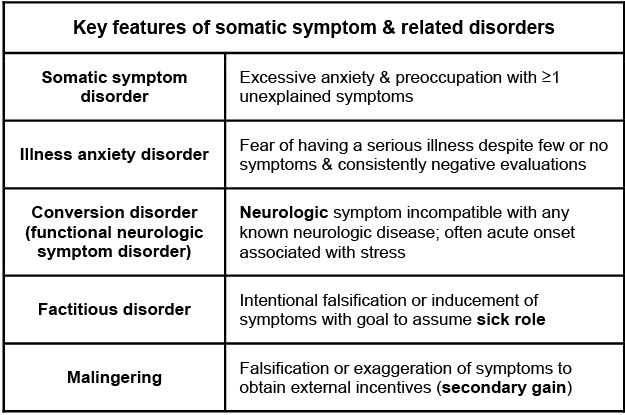 Key features of somatic symptom & related disorders
Somatic symptom
disorder
Excessive anxiety & preoccupation with ≥1
unexplained symptoms
Illness anxiety disorder
Fear of having a serious illness despite few or no
symptoms & consistently negative evaluations
Conversion disorder
(functional neurologic
symptom disorder)
Neurologic symptom incompatible with any
known neurologic disease; often acute onset
associated with stress
Factitious disorder
Intentional falsification or inducement of
symptoms with goal to assume sick role
Malingering
Falsification or exaggeration of symptoms to
obtain external incentives (secondary gain)